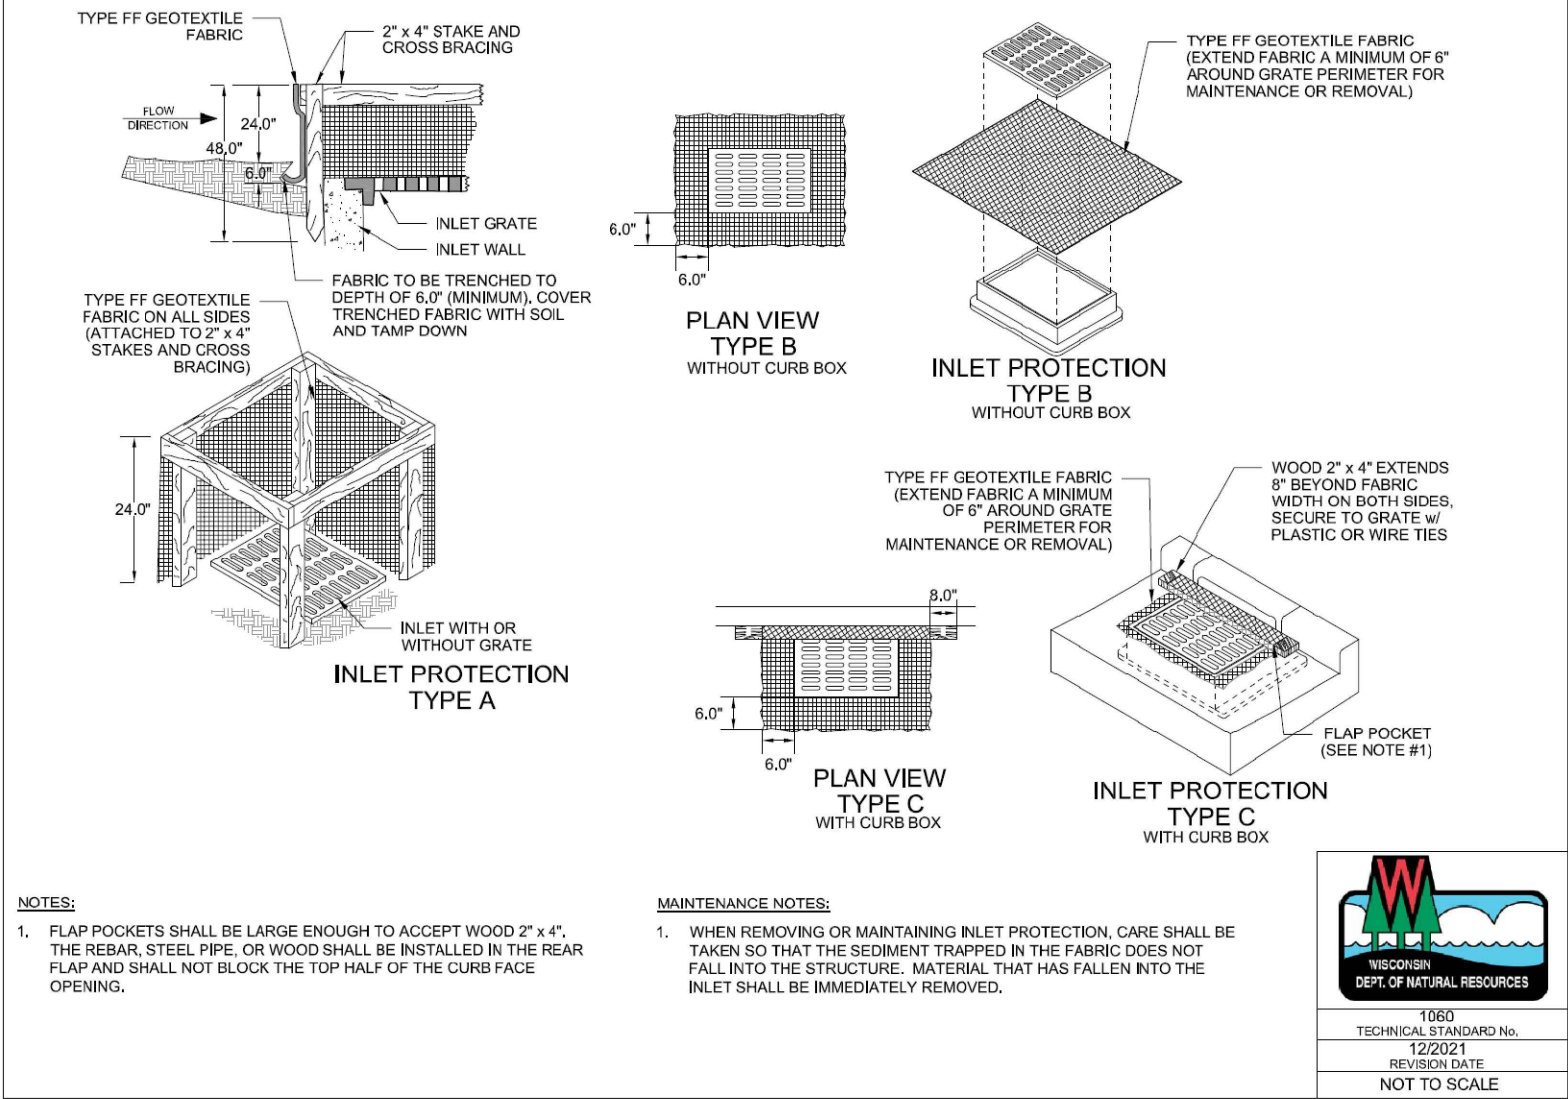 TYPE FF GEOTEXTILE
FABRIC
2" x 4" STAKE AND
CROSS BRACING
FLOW
DIRECTION
24.0"
48.0"
6.0"
INLET GRATE
INLET WALL
FABRIC TO BE TRENCHED TO
DEPTH OF 6.0" (MINIMUM). COVER
TRENCHED FABRIC WITH SOIL
AND TAMP DOWN
TYPE FF GEOTEXTILE
FABRIC ON ALL SIDES
(ATTACHED TO 2" x 4"
STAKES AND CROSS
BRACING)
24.0"
INLET WITH OR
WITHOUT GRATE
INLET PROTECTION
TYPE A
6.0"
6.0"
PLAN VIEW
TYPE B
WITHOUT CURB BOX
TYPE FF GEOTEXTILE FABRIC
(EXTEND FABRIC A MINIMUM OF 6"
AROUND GRATE PERIMETER FOR
MAINTENANCE OR REMOVAL)
INLET PROTECTION
TYPE B
WITHOUT CURB BOX
TYPE FF GEOTEXTILE FABRIC
(EXTEND FABRIC A MINIMUM
OF 6" AROUND GRATE
PERIMETER FOR
MAINTENANCE OR REMOVAL)
8.0"
6.0"
6.0"
PLAN VIEW
TYPE C
WITH CURB BOX
WOOD 2" x 4" EXTENDS
8" BEYOND FABRIC
WIDTH ON BOTH SIDES,
SECURE TO GRATE w/
PLASTIC OR WIRE TIES
FLAP POCKET
(SEE NOTE #1)
INLET PROTECTION
TYPE C
WITH CURB BOX
NOTES:
1. FLAP POCKETS SHALL BE LARGE ENOUGH TO ACCEPT WOOD 2" x 4".
THE REBAR, STEEL PIPE, OR WOOD SHALL BE INSTALLED IN THE REAR
FLAP AND SHALL NOT BLOCK THE TOP HALF OF THE CURB FACE
OPENING.
MAINTENANCE NOTES:
1. WHEN REMOVING OR MAINTAINING INLET PROTECTION, CARE SHALL BE
TAKEN SO THAT THE SEDIMENT TRAPPED IN THE FABRIC DOES NOT
FALL INTO THE STRUCTURE. MATERIAL THAT HAS FALLEN INTO THE
INLET SHALL BE IMMEDIATELY REMOVED.
W
WISCONSIN
DEPT. OF NATURAL RESOURCES
1060
TECHNICAL STANDARD No.
12/2021
REVISION DATE
NOT TO SCALE